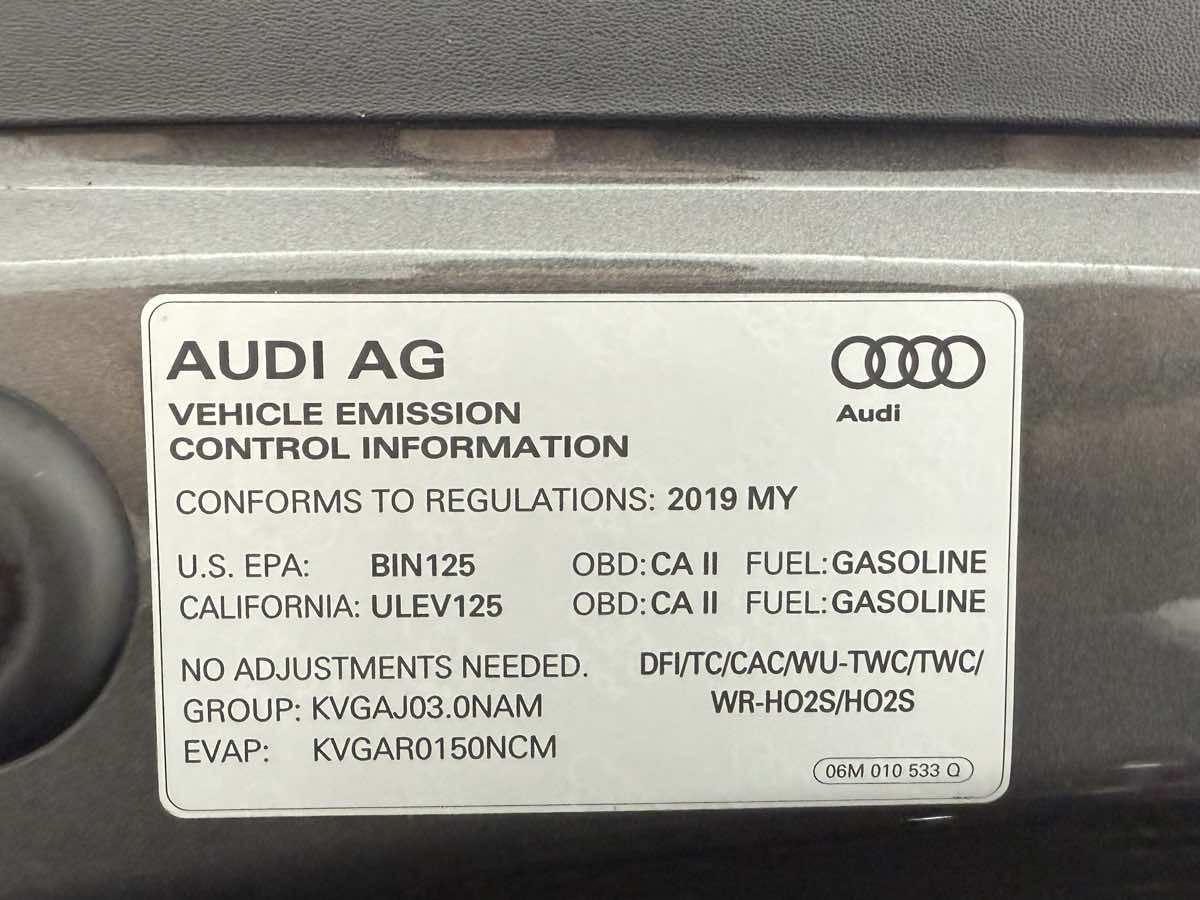 AUDI AG
Audi
VEHICLE EMISSION
CONTROL INFORMATION
CONFORMS TO REGULATIONS: 2019 MY
U.S. EPA: BIN125 OBD: CA II FUEL: GASOLINE
CALIFORNIA: ULEV125 OBD: CA II FUEL: GASOLINE
NO ADJUSTMENTS NEEDED. DFI/TC/CAC/WU-TWC/TWC/
GROUP: KVGAJ03.0NAM WR-HO2S/HO2S
EVAP: KVGAR0150NCM
06M 010 533 Q